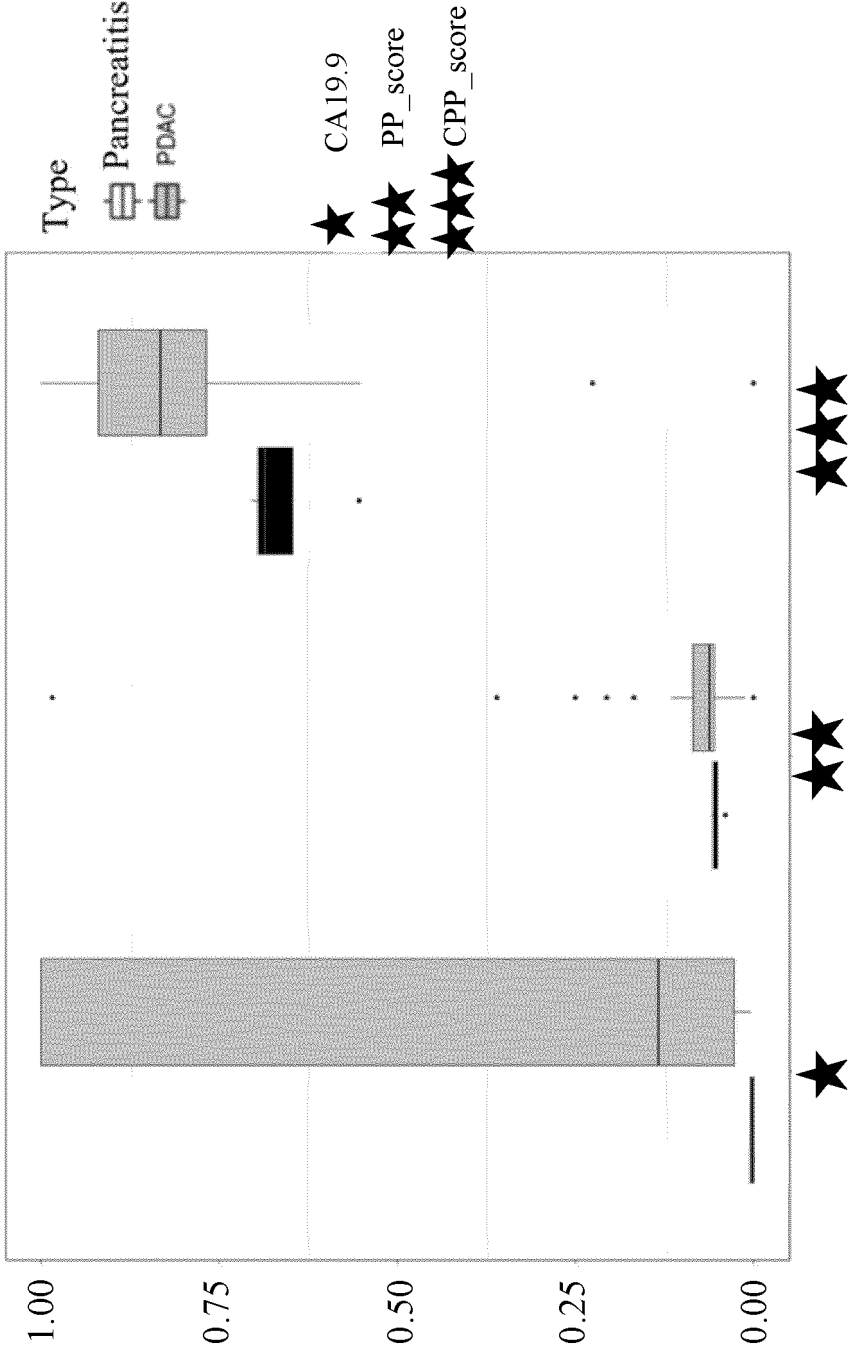 Type
Pancreatitis
PDAC
CA19.9
PP_score
CPP_score
1.00
0.75
0.50
0.25
0.00